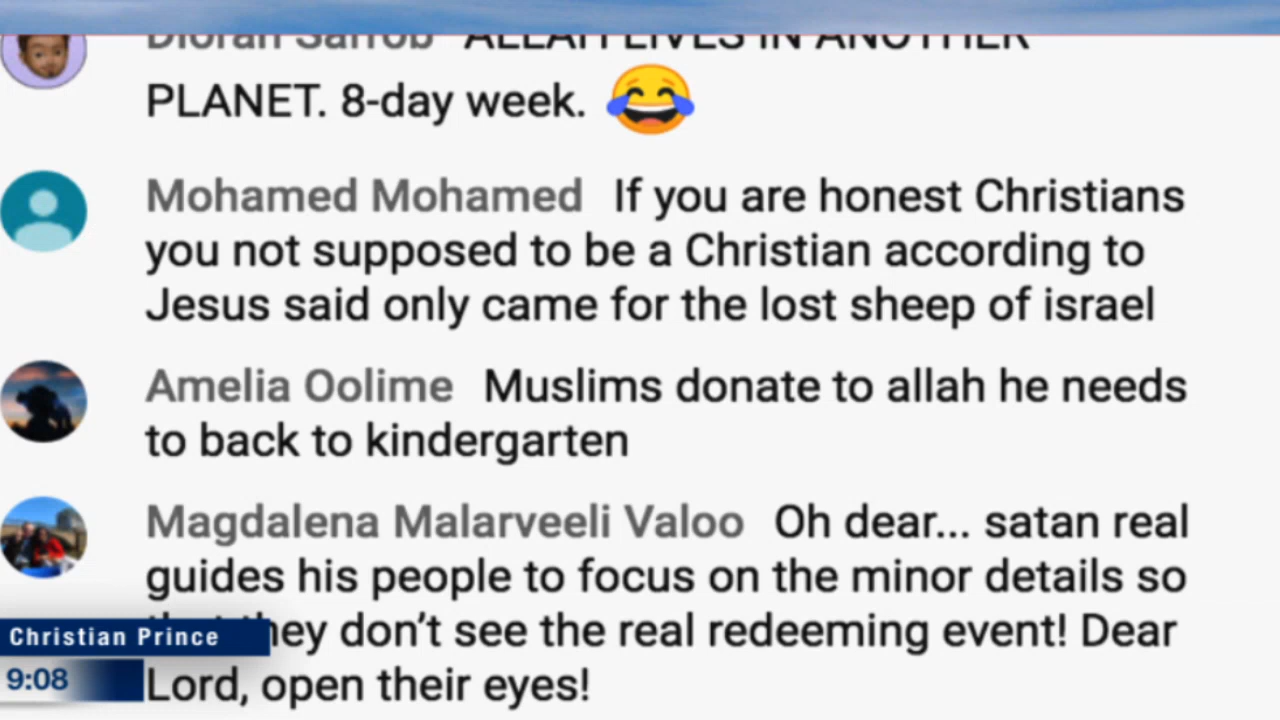 Dioran Sarrob ALLAH LIVES IN ANOTHER
PLANET. 8-day week. 😂
Mohamed Mohamed If you are honest Christians
you not supposed to be a Christian according to
Jesus said only came for the lost sheep of israel
Amelia Oolime Muslims donate to allah he needs
to back to kindergarten
Magdalena Malarveeli Valoo Oh dear... satan real
guides his people to focus on the minor details so
that they don’t see the real redeeming event! Dear
Lord, open their eyes!
Christian Prince
9:08